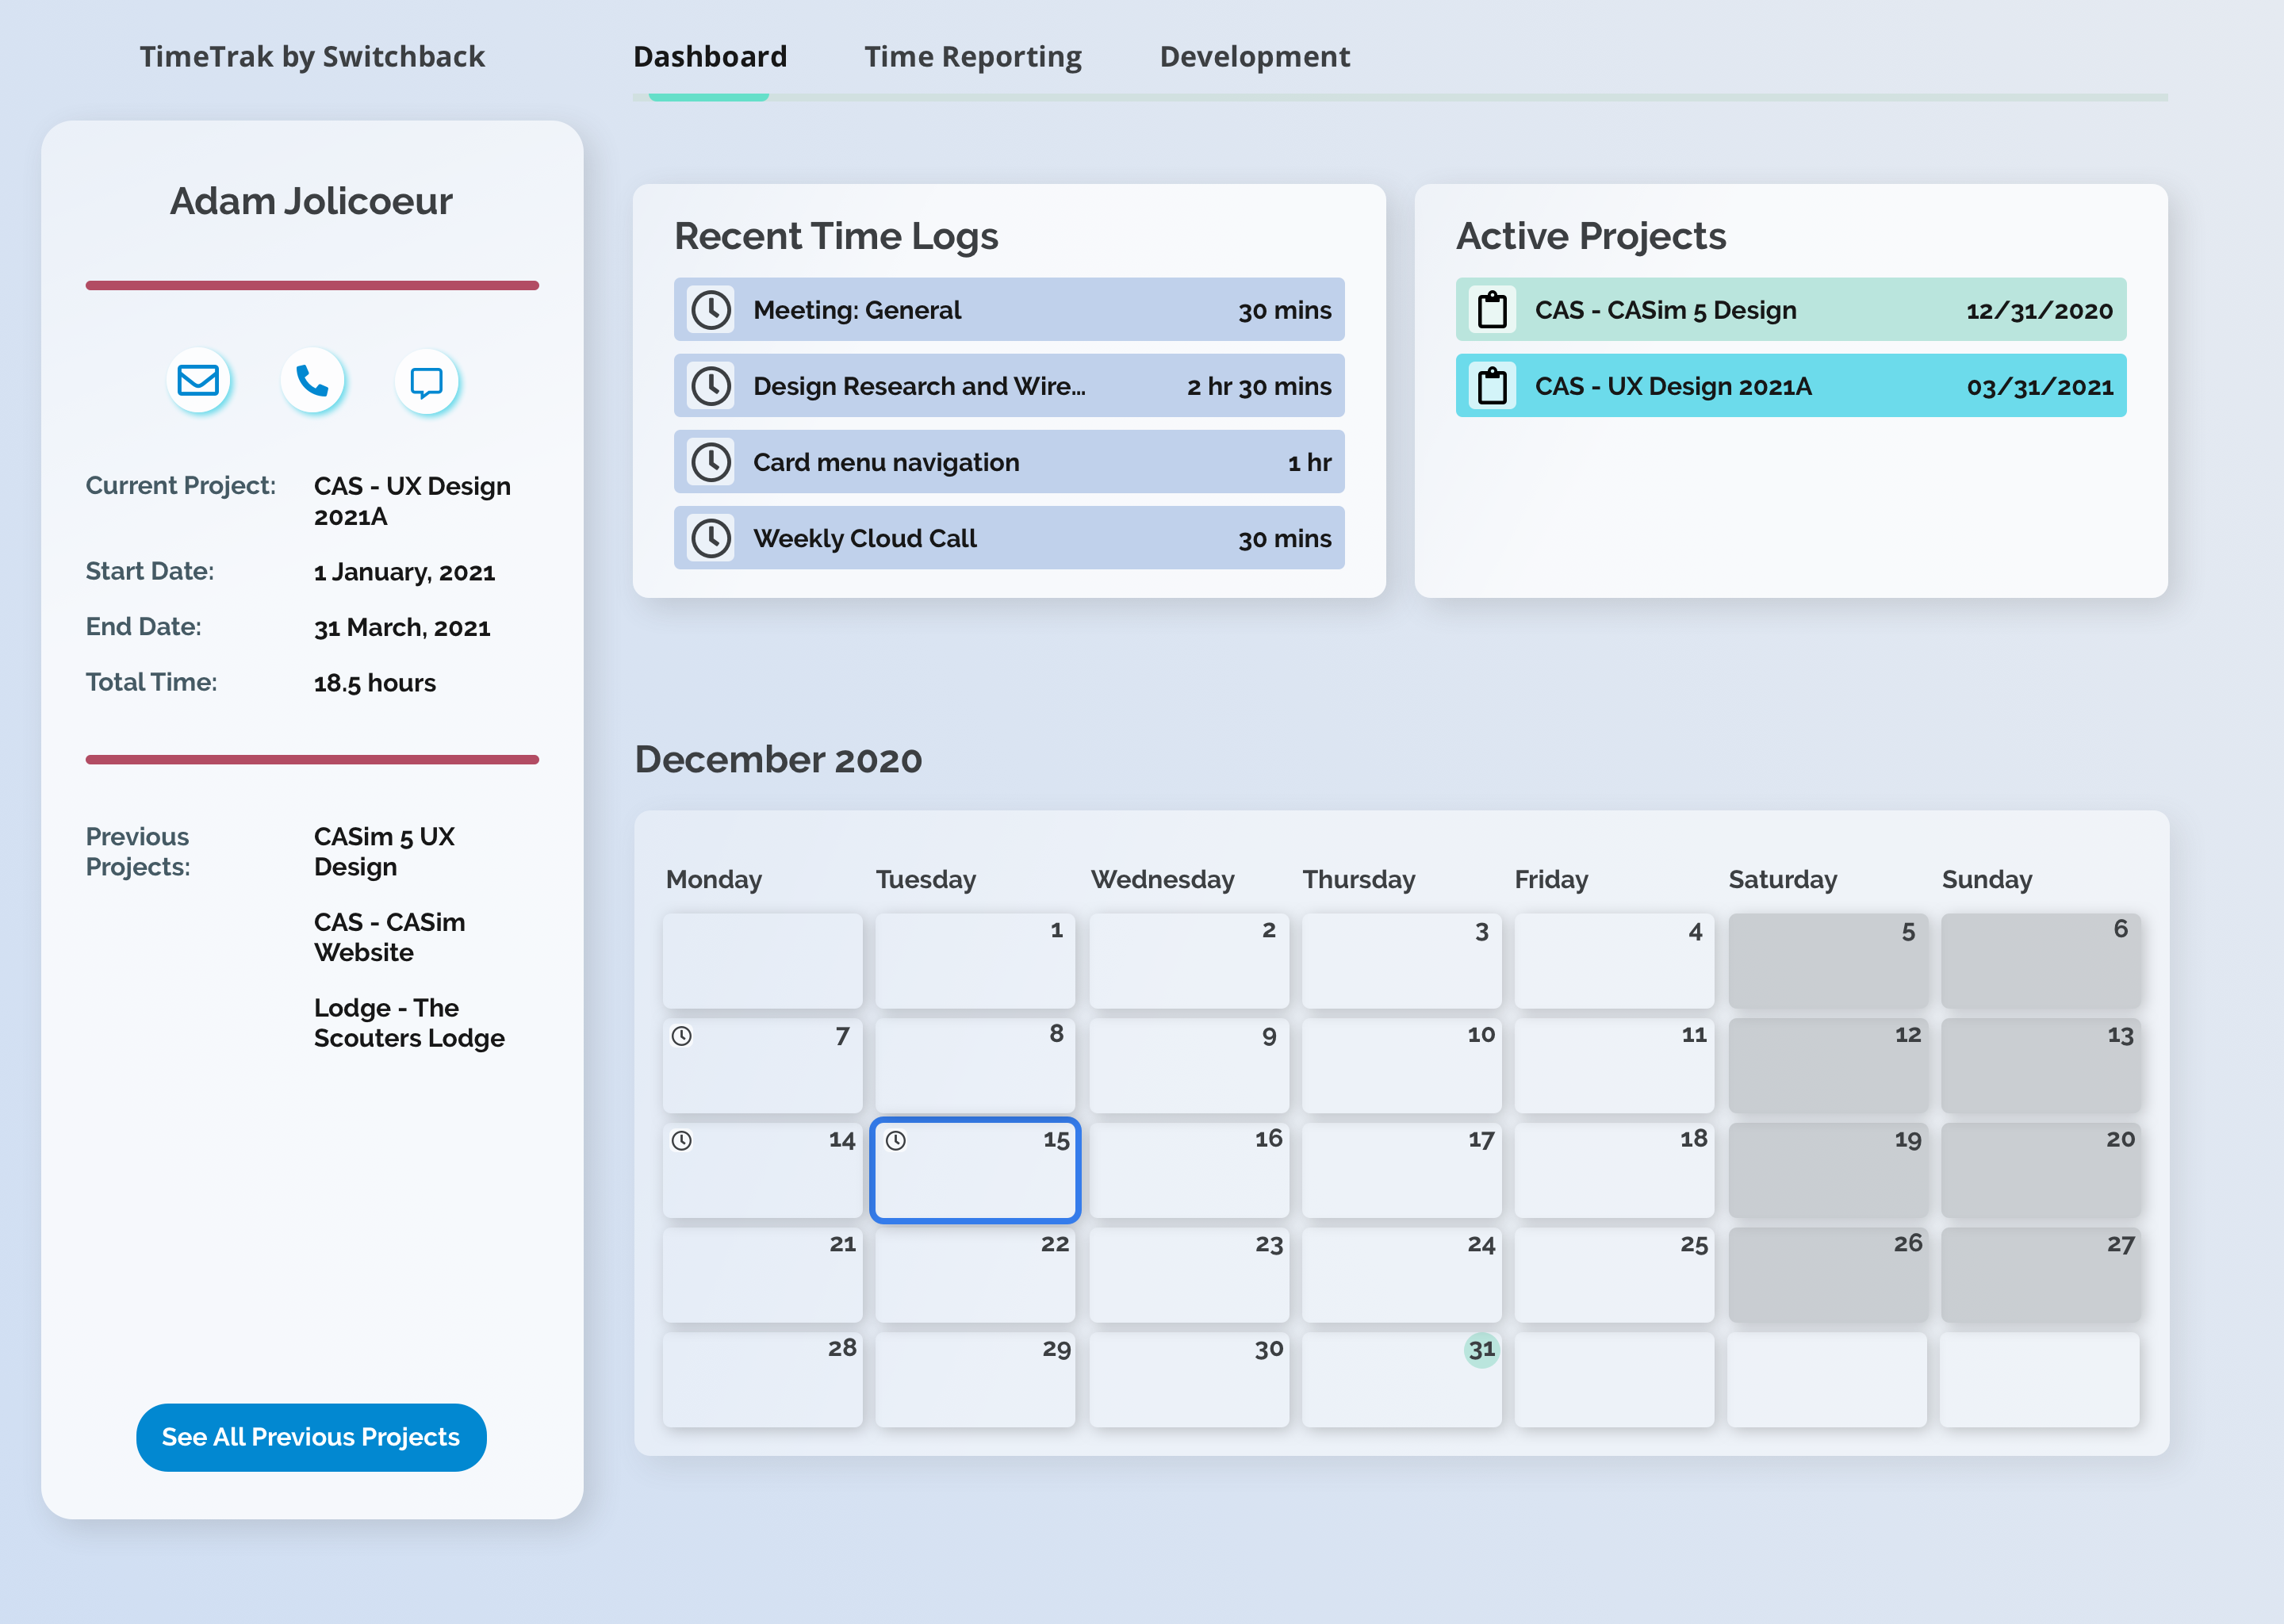 TimeTrak by Switchback
Dashboard
Time Reporting
Development
Adam Jolicoeur
Current Project:
CAS - UX Design
2021A
Start Date:
1 January, 2021
End Date:
31 March, 2021
Total Time:
18.5 hours
Previous
Projects:
CASim 5 UX
Design
CAS - CASim
Website
Lodge - The
Scouters Lodge
See All Previous Projects
Recent Time Logs
Meeting: General 30 mins
Design Research and Wire... 2 hr 30 mins
Card menu navigation 1 hr
Weekly Cloud Call 30 mins
Active Projects
CAS - CASim 5 Design 12/31/2020
CAS - UX Design 2021A 03/31/2021
December 2020
Monday Tuesday Wednesday Thursday Friday Saturday Sunday
1 2 3 4 5 6
7 8 9 10 11 12 13
14 15 16 17 18 19 20
21 22 23 24 25 26 27
28 29 30 31